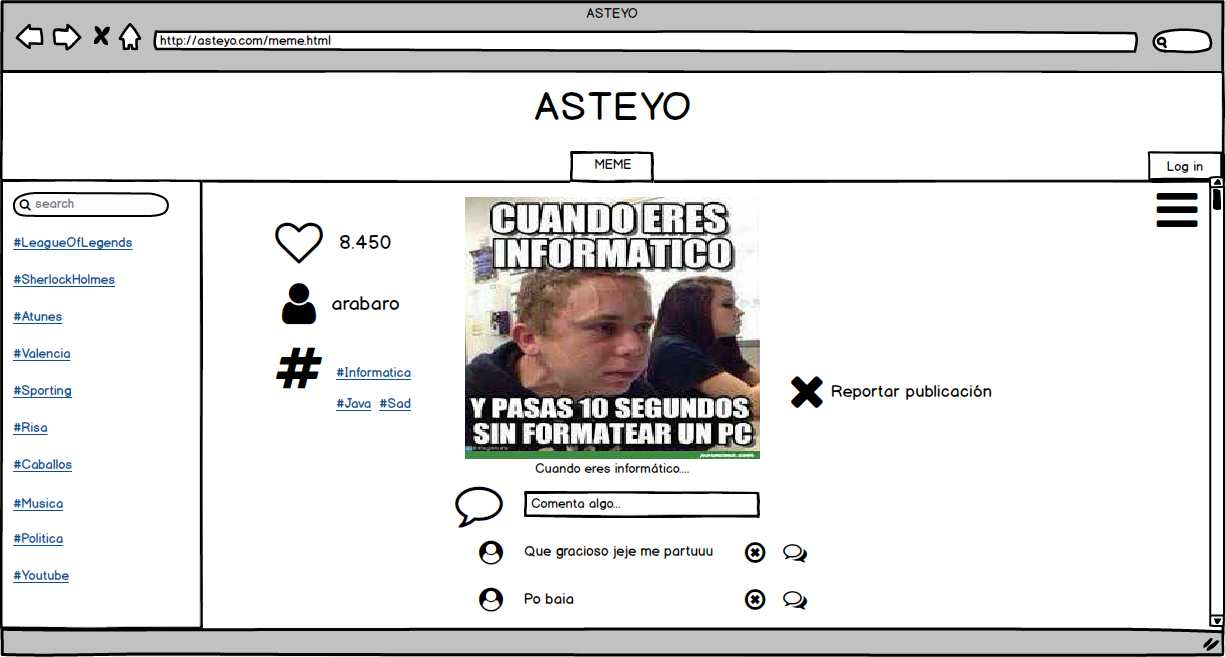 ASTEYO
http://asteyo.com/meme.html
ASTEYO
MEME
Log in
search
#LeagueOfLegends
#SherlockHolmes
#Atunes
#Valencia
#Sporting
#Risa
#Caballos
#Musica
#Politica
#Youtube
8.450
arabaro
#
#Informatica
#Java #Sad
CUANDO ERES
INFORMATICO
Y PASAS 10 SEGUNDOS
SIN FORMATEAR UN PC
Cuando eres informático....
Reportar publicación
Comenta algo...
Que gracioso jeje me partuuu
Po baia